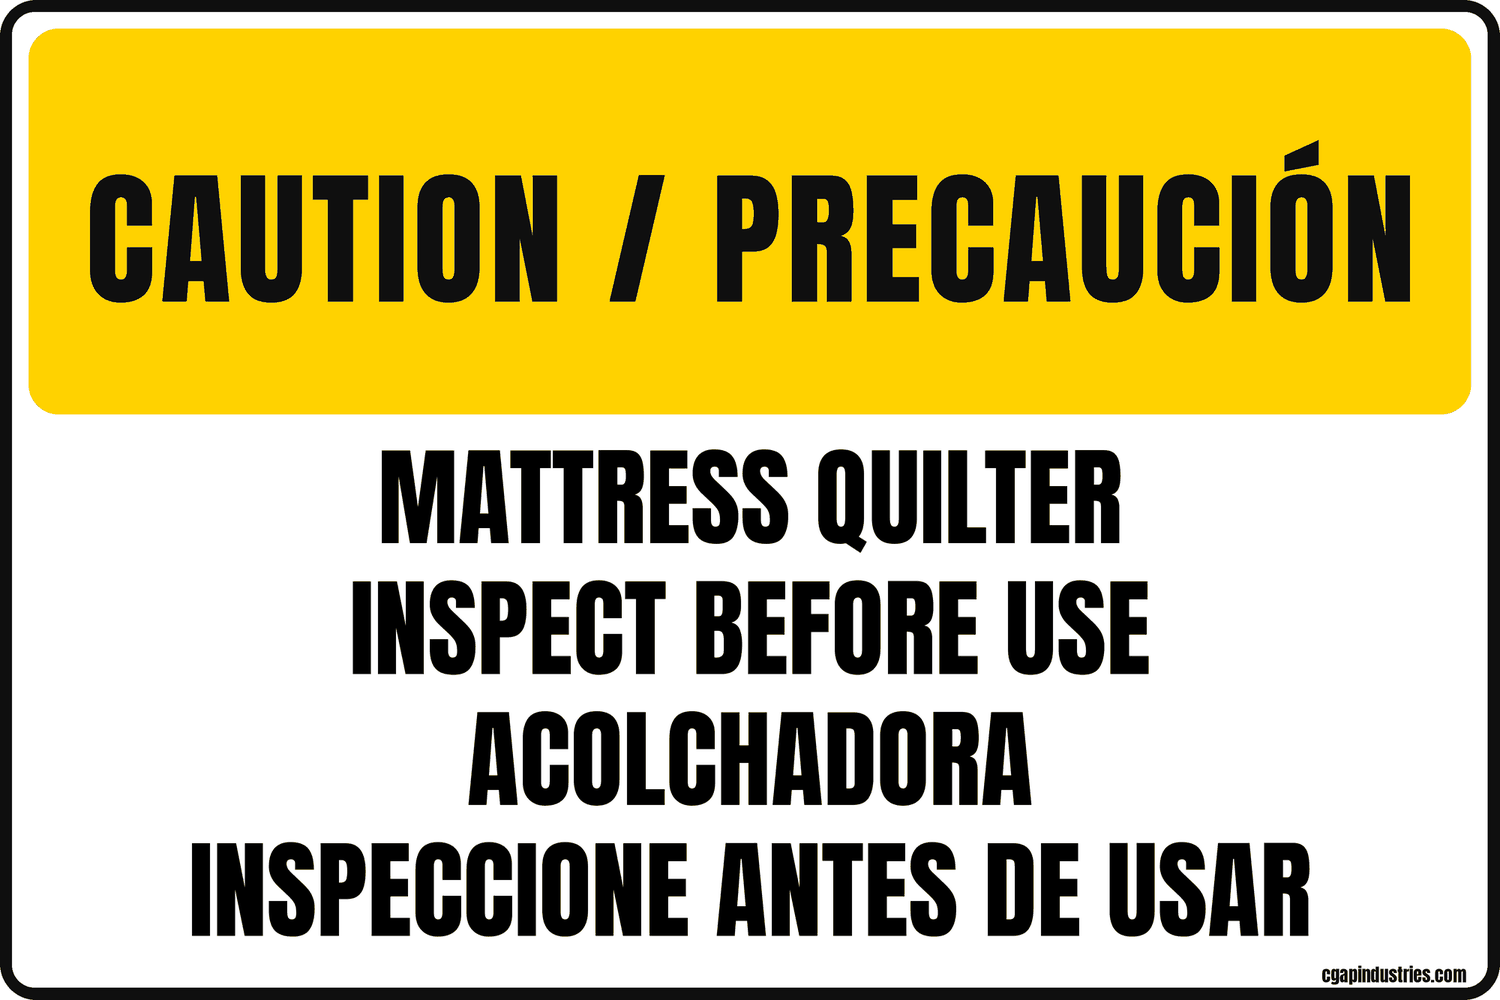 CAUTION / PRECAUCIÓN
MATTRESS QUILTER
INSPECT BEFORE USE
ACOLCHADORA
INSPECCIONE ANTES DE USAR
cgapindustries.com